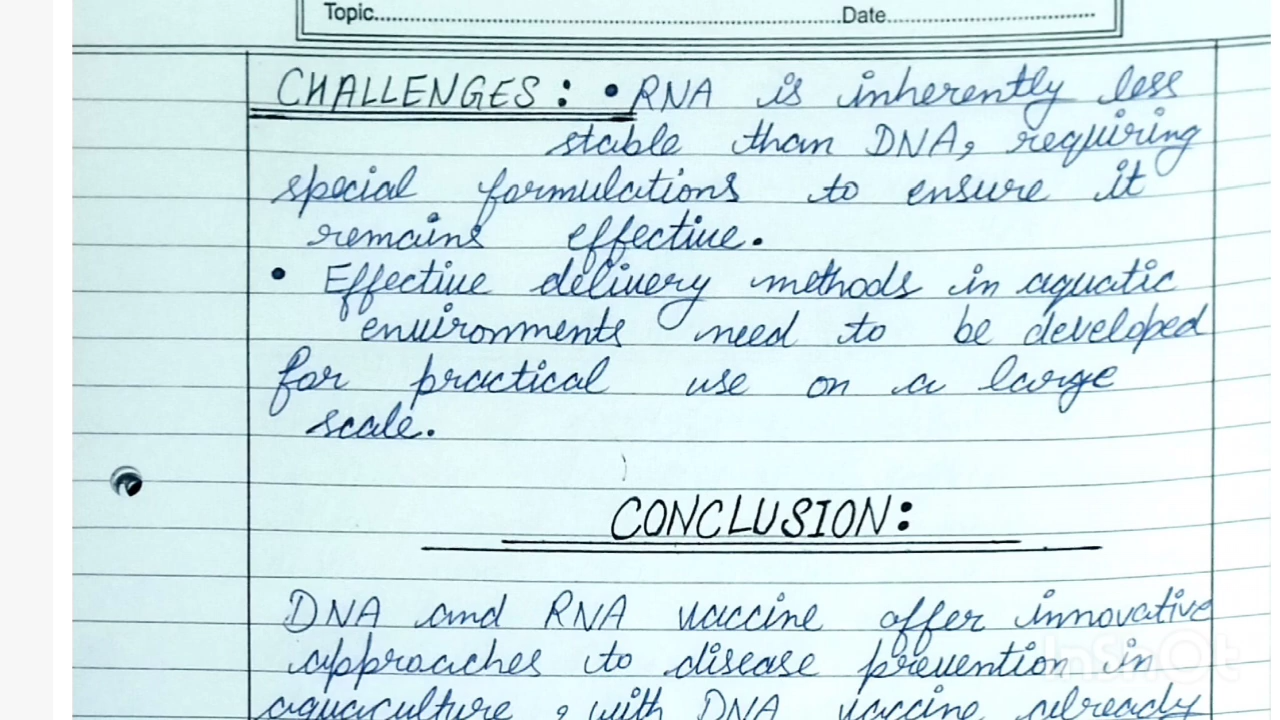 Topic..........Date..........
CHALLENGES: • RNA is inherently less
stable than DNA, requiring
special formulations to ensure it
remains effective.
• Effective delivery methods in aquatic
environments need to be developed
for practical use on a large
scale.
CONCLUSION:
DNA and RNA vaccine offer innovative
approaches to disease prevention in
aquaculture, with DNA vaccine already
InShOt